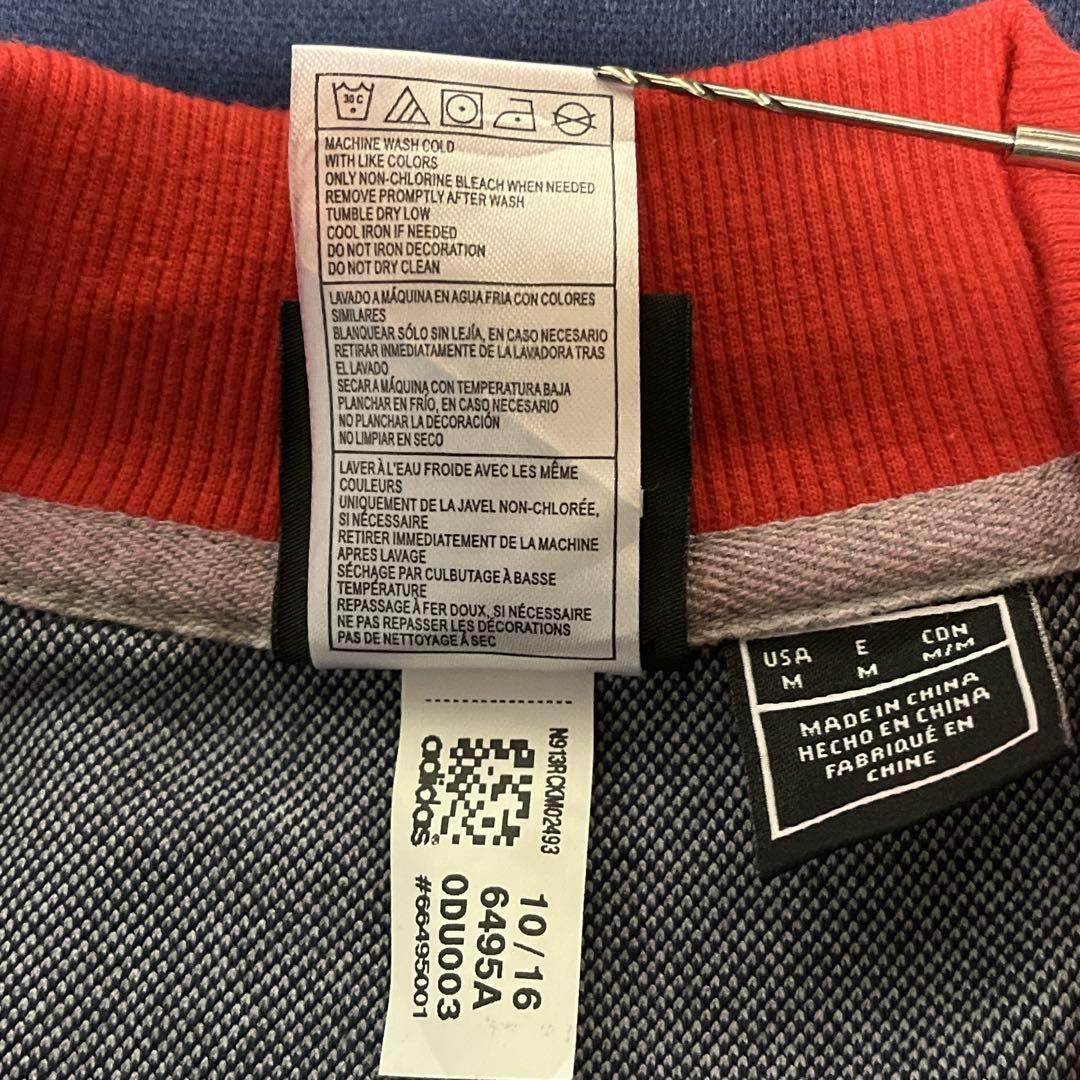 30 C
MACHINE WASH COLD
WITH LIKE COLORS
ONLY NON-CHLORINE BLEACH WHEN NEEDED
REMOVE PROMPTLY AFTER WASH
TUMBLE DRY LOW
COOL IRON IF NEEDED
DO NOT IRON DECORATION
DO NOT DRY CLEAN
LAVADO A MÁQUINA EN AGUA FRIA CON COLORES
SIMILARES
BLANQUEAR SÓLO SIN LEJÍA, EN CASO NECESARIO
RETIRAR INMEDIATAMENTE DE LA LAVADORA TRAS
EL LAVADO
SECAR A MÁQUINA CON TEMPERATURA BAJA
PLANCHAR EN FRÍO, EN CASO NECESARIO
NO PLANCHAR LA DECORACIÓN
NO LIMPIAR EN SECO
LAVER À L'EAU FROIDE AVEC LES MÊME
COULEURS
UNIQUEMENT DE LA JAVEL NON-CHLORÉE,
SI NÉCESSAIRE
RETIRER IMMEDIATEMENT DE LA MACHINE
APRES LAVAGE
SÉCHAGE PAR CULBUTAGE À BASSE
TEMPÉRATURE
REPASSAGE À FER DOUX, SI NÉCESSAIRE
NE PAS REPASSER LES DÉCORATIONS
PAS DE NETTOYAGE À SEC
N913RCXM02493
adidas®
10/16
6495A
0DU003
#66495001
USA E CDN
M M M/M
MADE IN CHINA
HECHO EN CHINA
FABRIQUÉ EN
CHINE